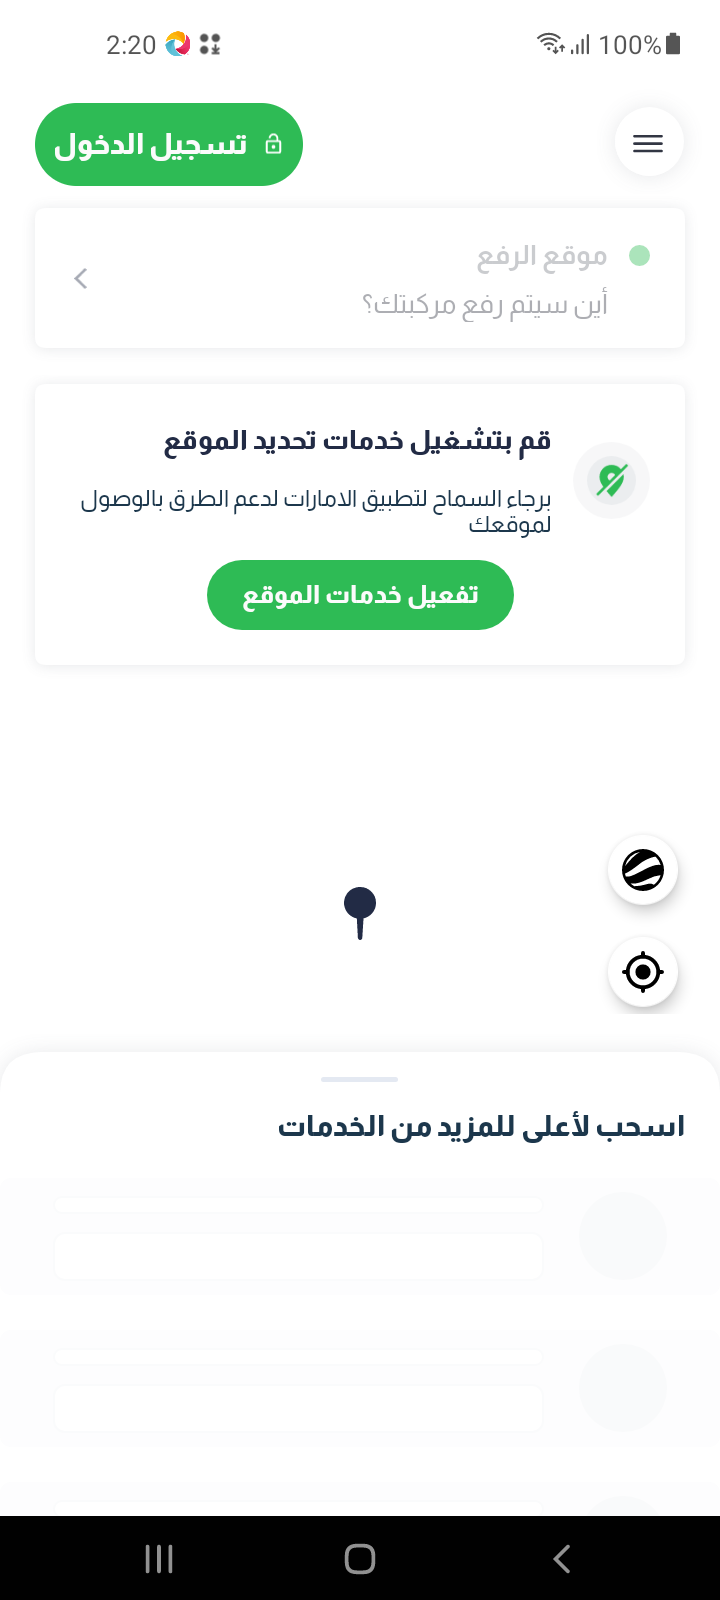 2:20
100%
تسجيل الدخول
موقع الرفع
أين سيتم رفع مركبتك؟
قم بتشغيل خدمات تحديد الموقع
برجاء السماح لتطبيق الامارات لدعم الطرق بالوصول
لموقعك
تفعيل خدمات الموقع
اسحب لأعلى للمزيد من الخدمات